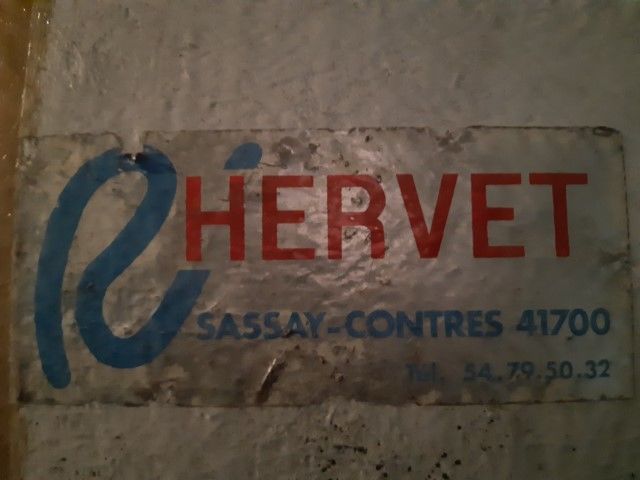 HERVET
SASSAY-CONTRES 41700
Tél. 54.79.50.32